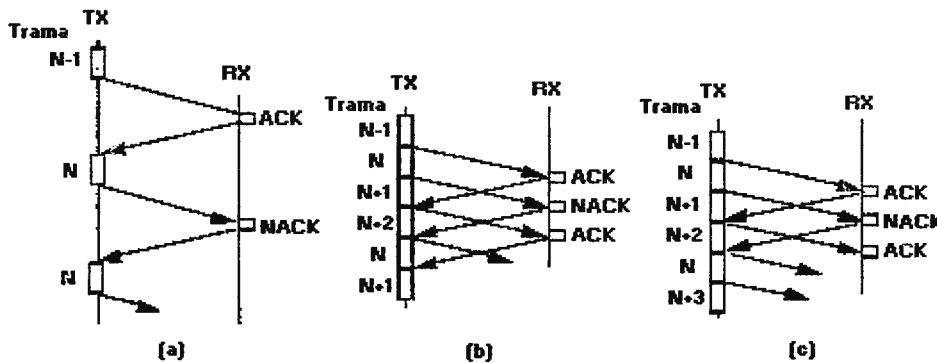 TX
Trama
N-1
RX
ACK
N
NACK
N
(a)
TX
RX
Trama
N-1
N
ACK
N+1
NACK
N+2
ACK
N
N+1
(b)
TX
RX
Trama
N-1
N
ACK
N+1
NACK
N+2
ACK
N
N+3
(c)